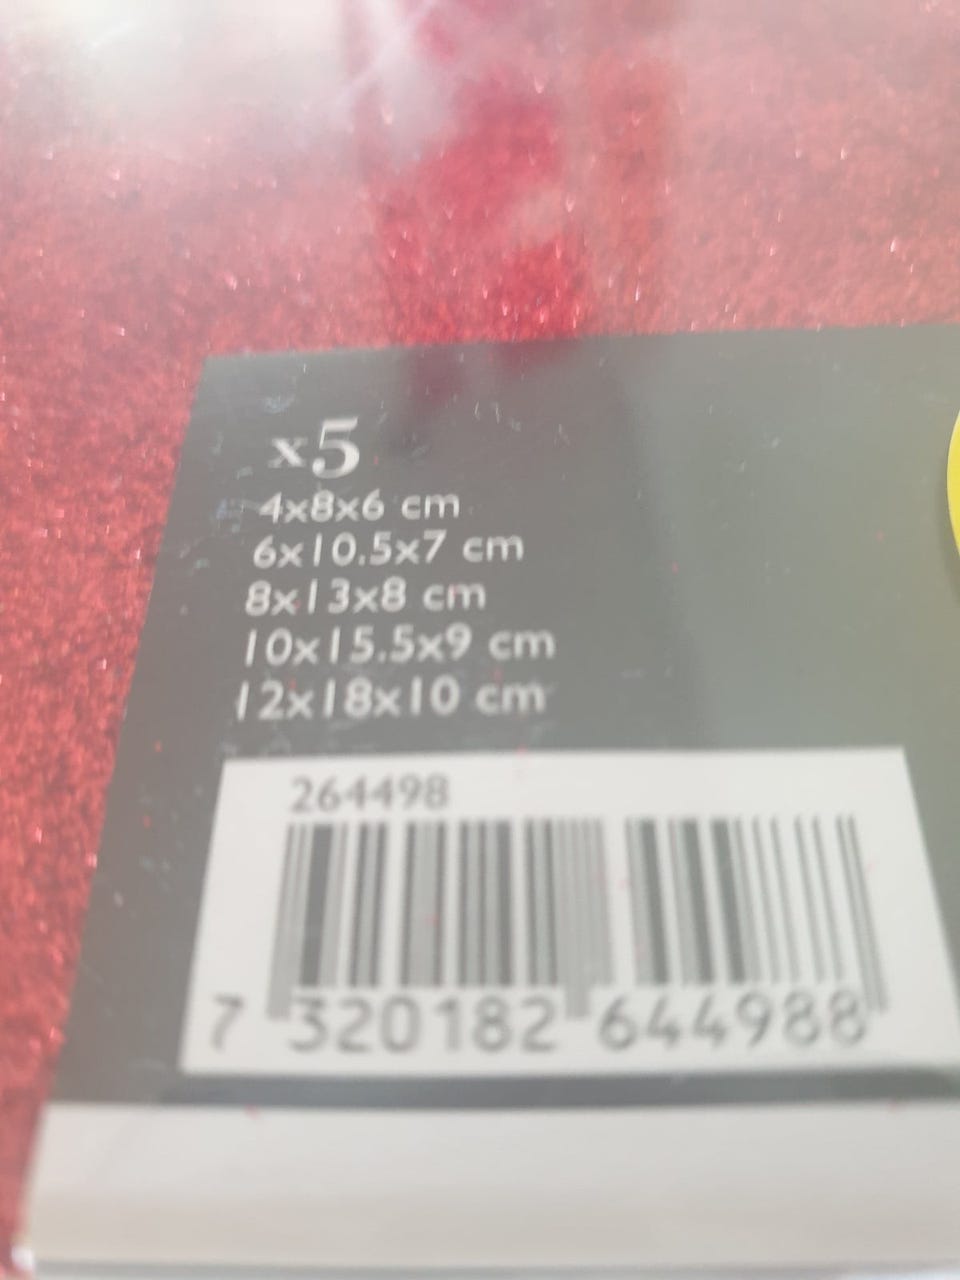 x5
4x8x6 cm
6x10.5x7 cm
8x13x8 cm
10x15.5x9 cm
12x18x10 cm
264498
7 320182 644988